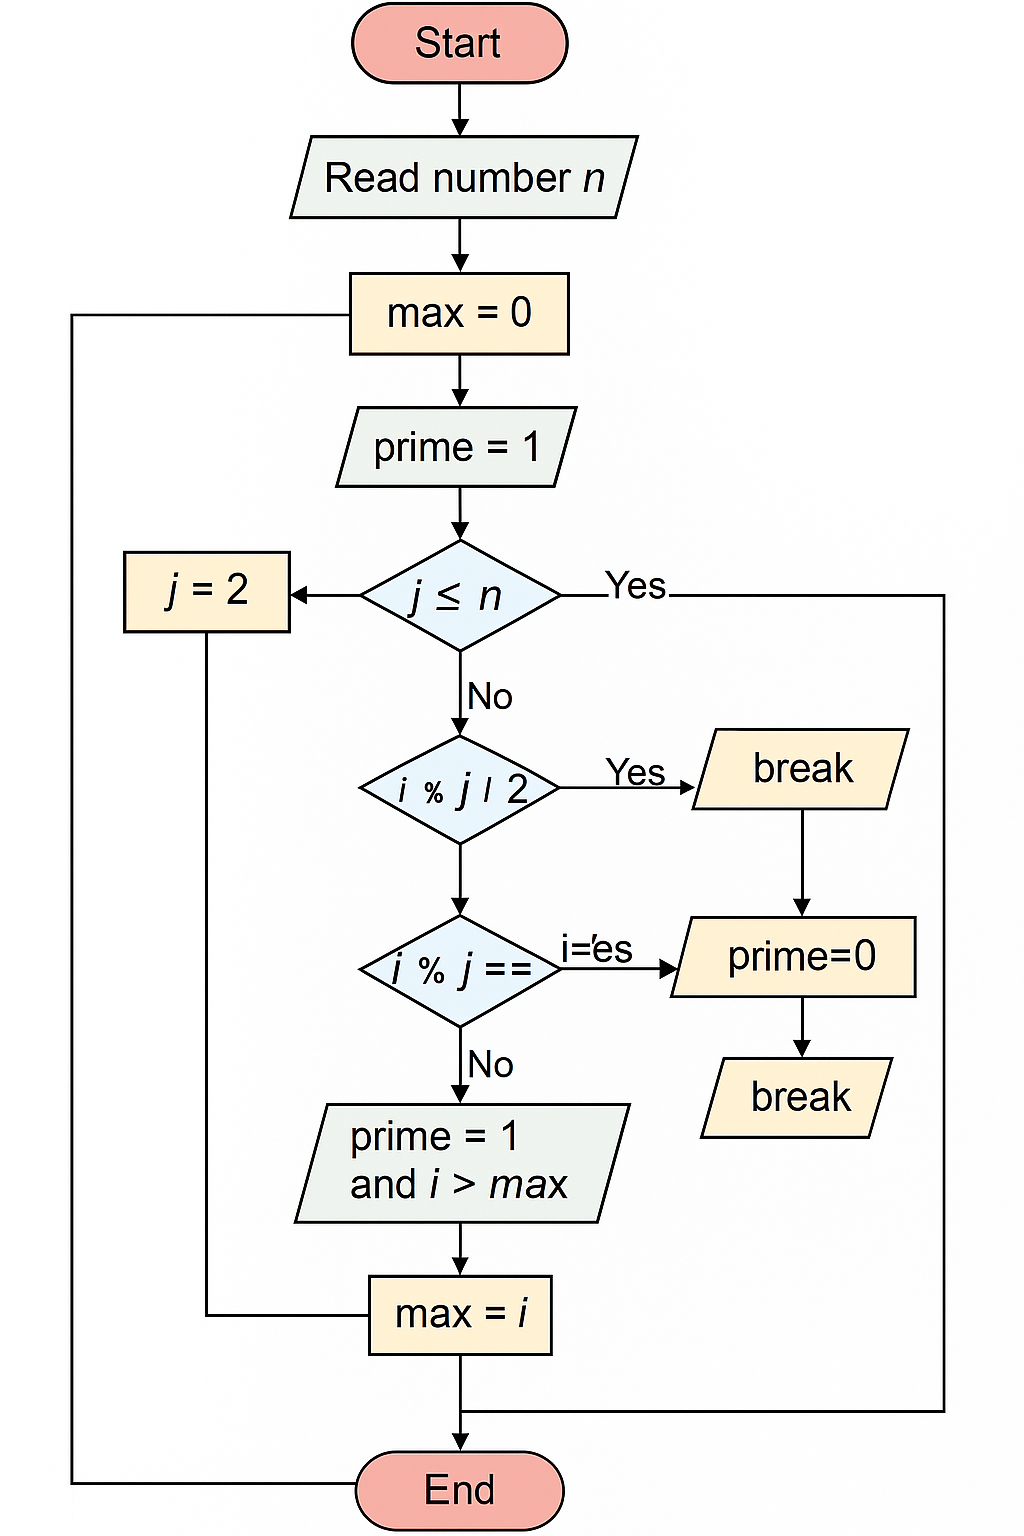 Start
Read number n
max = 0
prime = 1
j = 2
j ≤ n
Yes
No
i % j / 2
Yes
break
i % j ==
i=’es
prime=0
No
break
prime = 1
and i > max
max = i
End